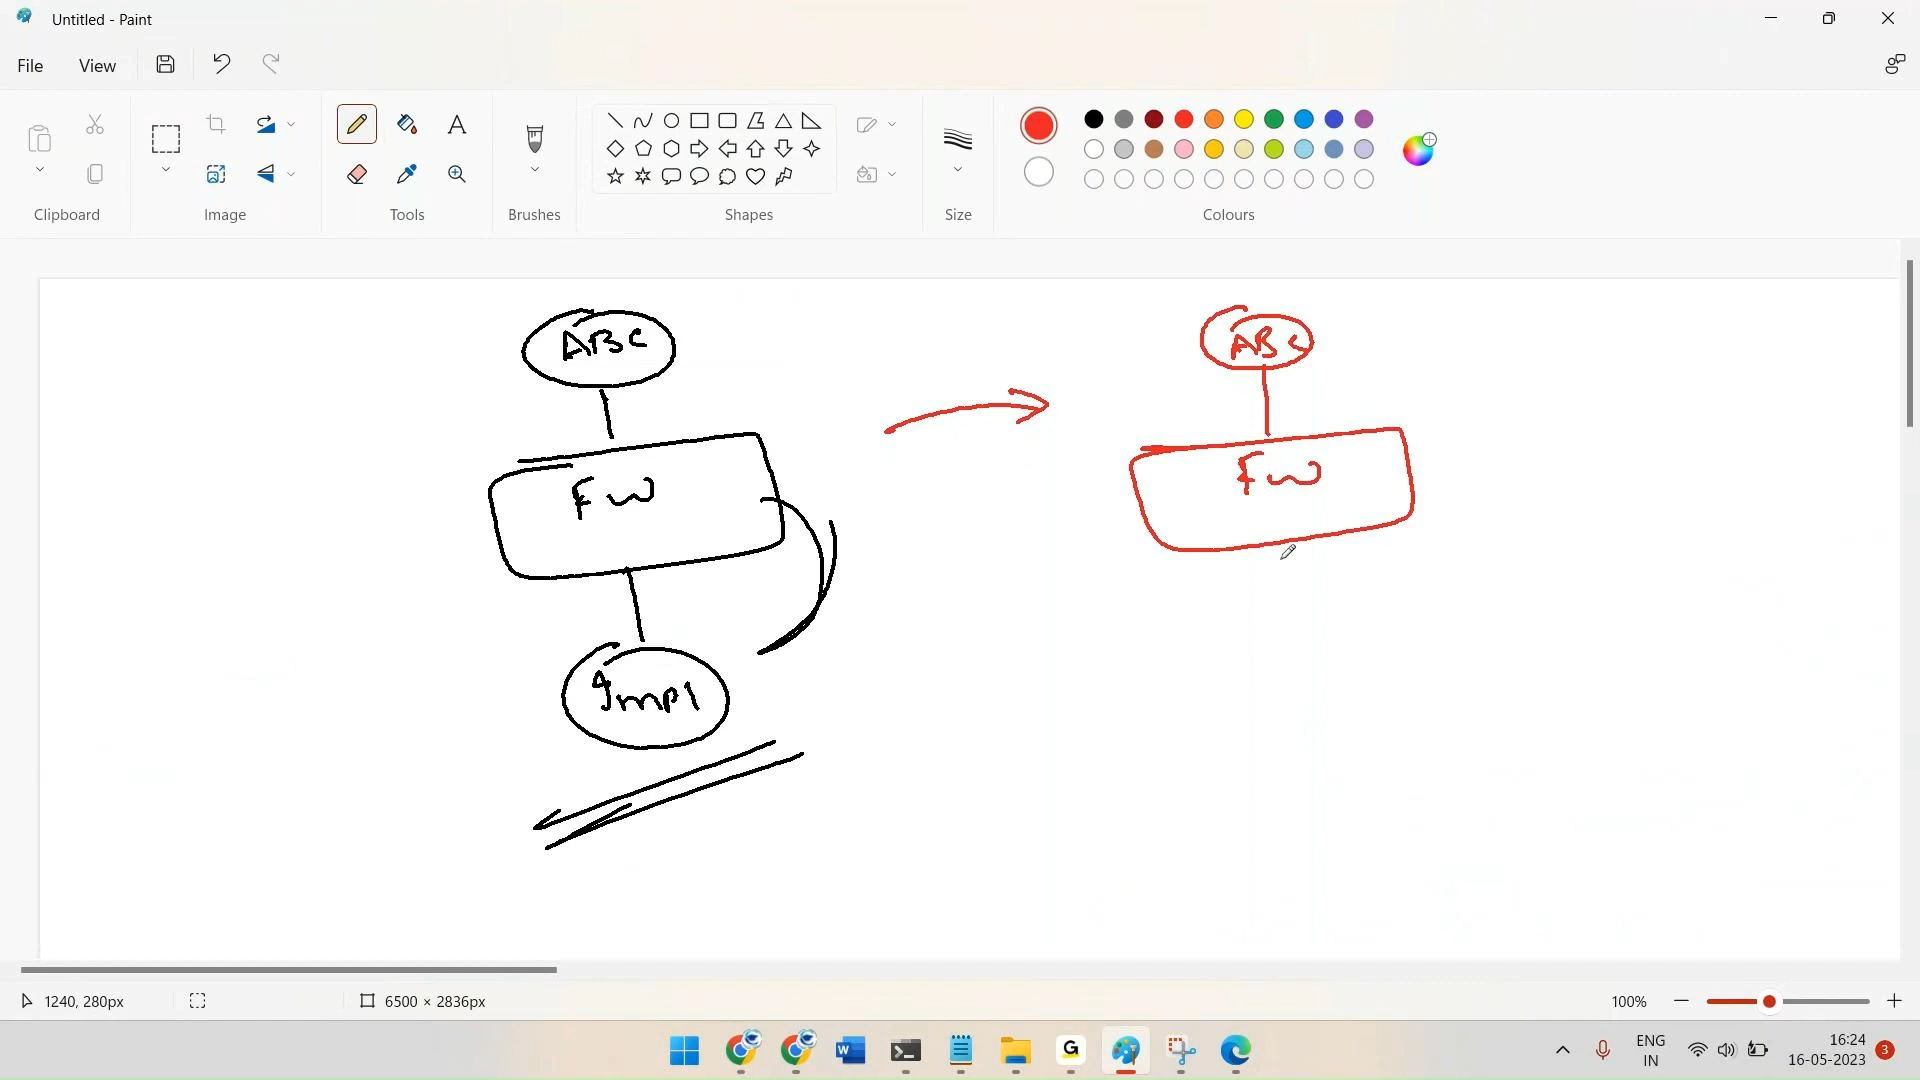 Untitled - Paint
File
View
Clipboard
Image
Tools
Brushes
Shapes
Size
Colours
ABC
FW
Impl
ABC
FW
1240, 280px
6500 × 2836px
100%
ENG
IN
16:24
16-05-2023
3